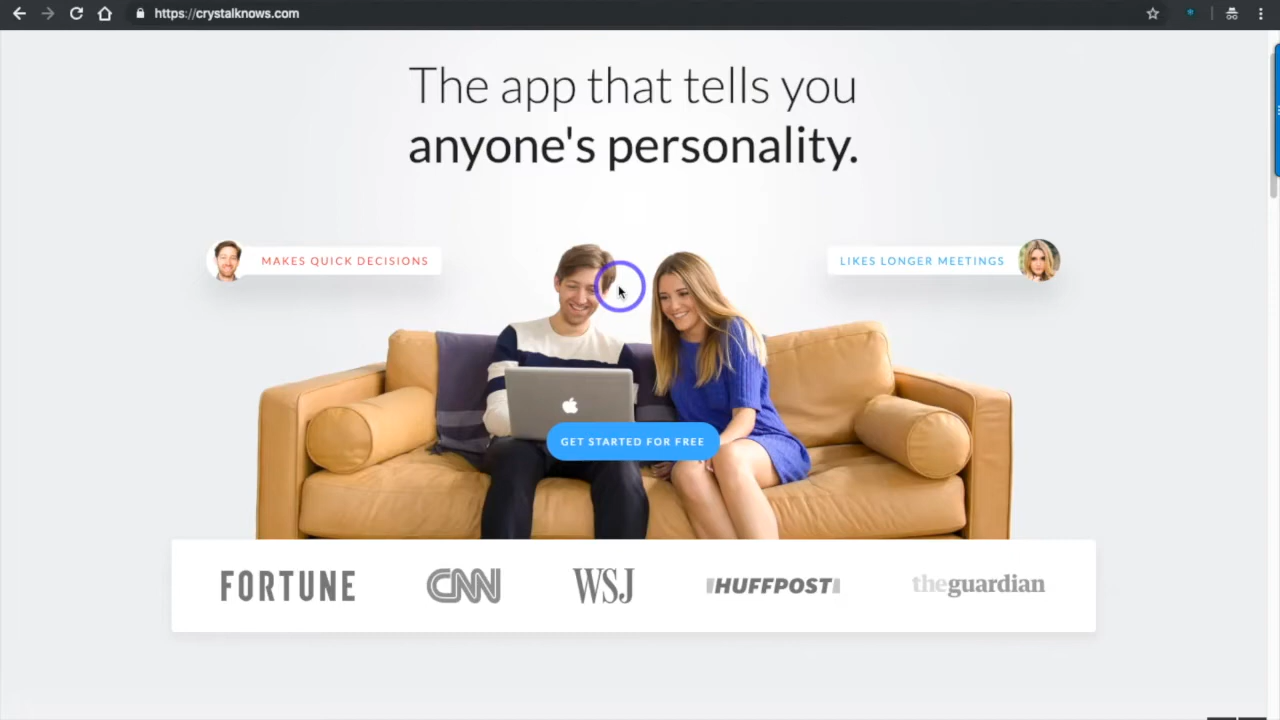 https://crystalknows.com
The app that tells you
anyone's personality.
MAKES QUICK DECISIONS
LIKES LONGER MEETINGS
GET STARTED FOR FREE
FORTUNE
CNN
WSJ
HUFFPOST
theguardian